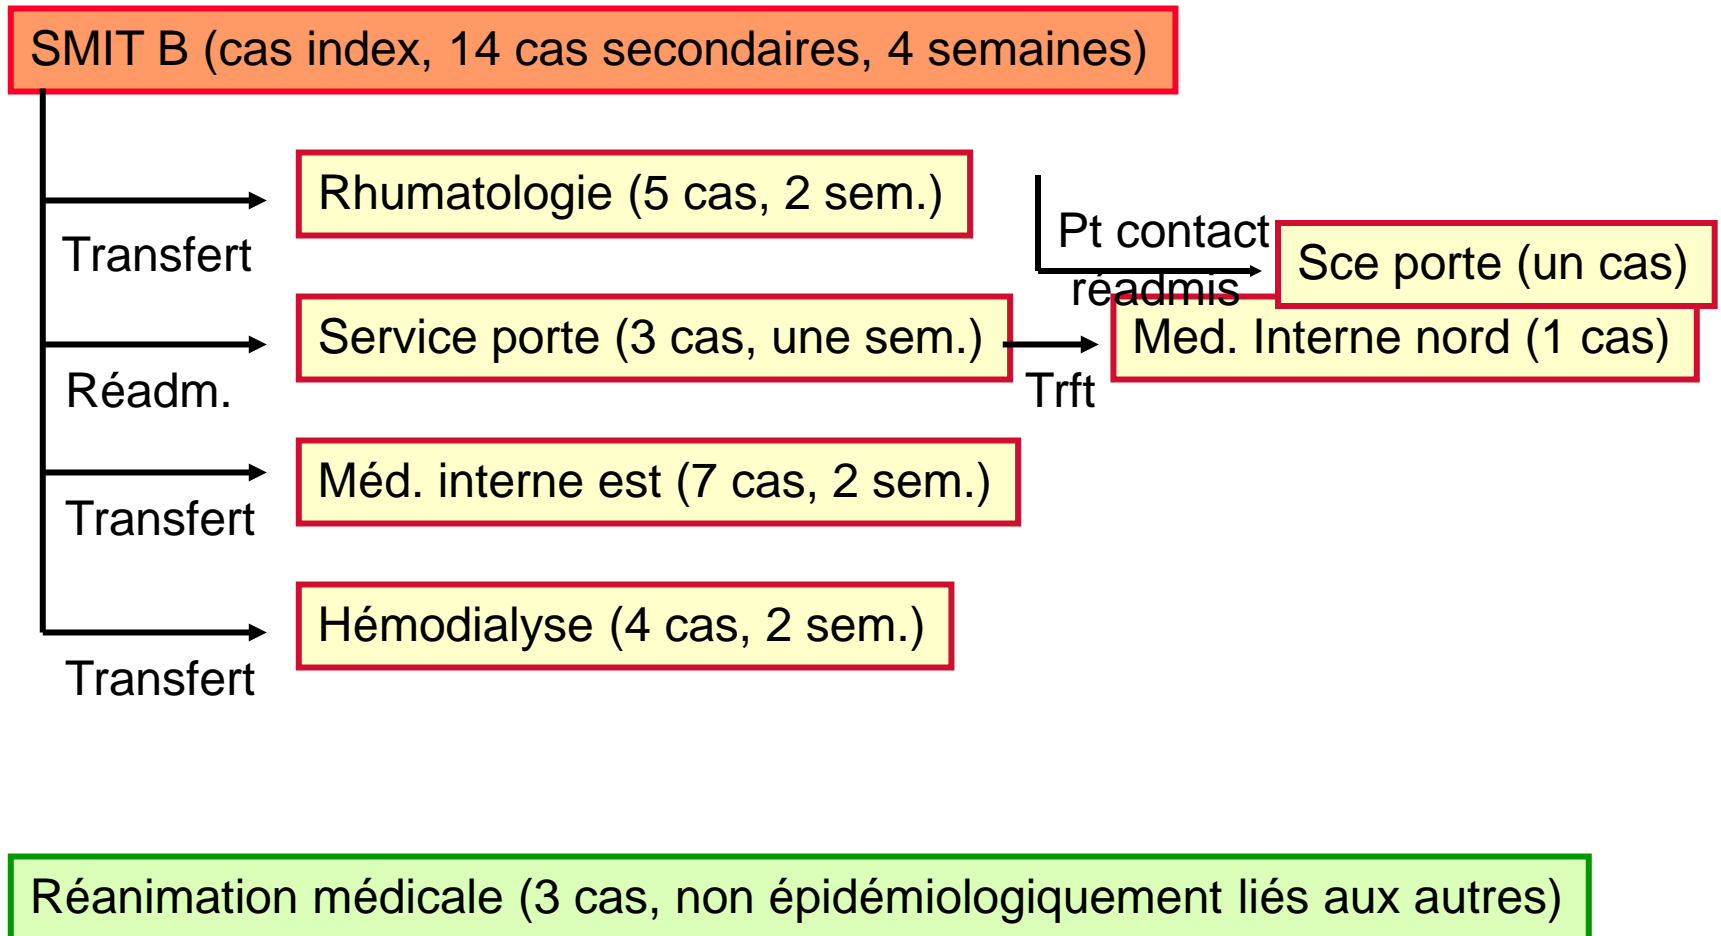 SMIT B (cas index, 14 cas secondaires, 4 semaines)
Rhumatologie (5 cas, 2 sem.)
Transfert
Pt contact
réadmis
Sce porte (un cas)
Service porte (3 cas, une sem.)
Réadm.
Trft
Med. Interne nord (1 cas)
Méd. interne est (7 cas, 2 sem.)
Transfert
Hémodialyse (4 cas, 2 sem.)
Transfert
Réanimation médicale (3 cas, non épidémiologiquement liés aux autres)